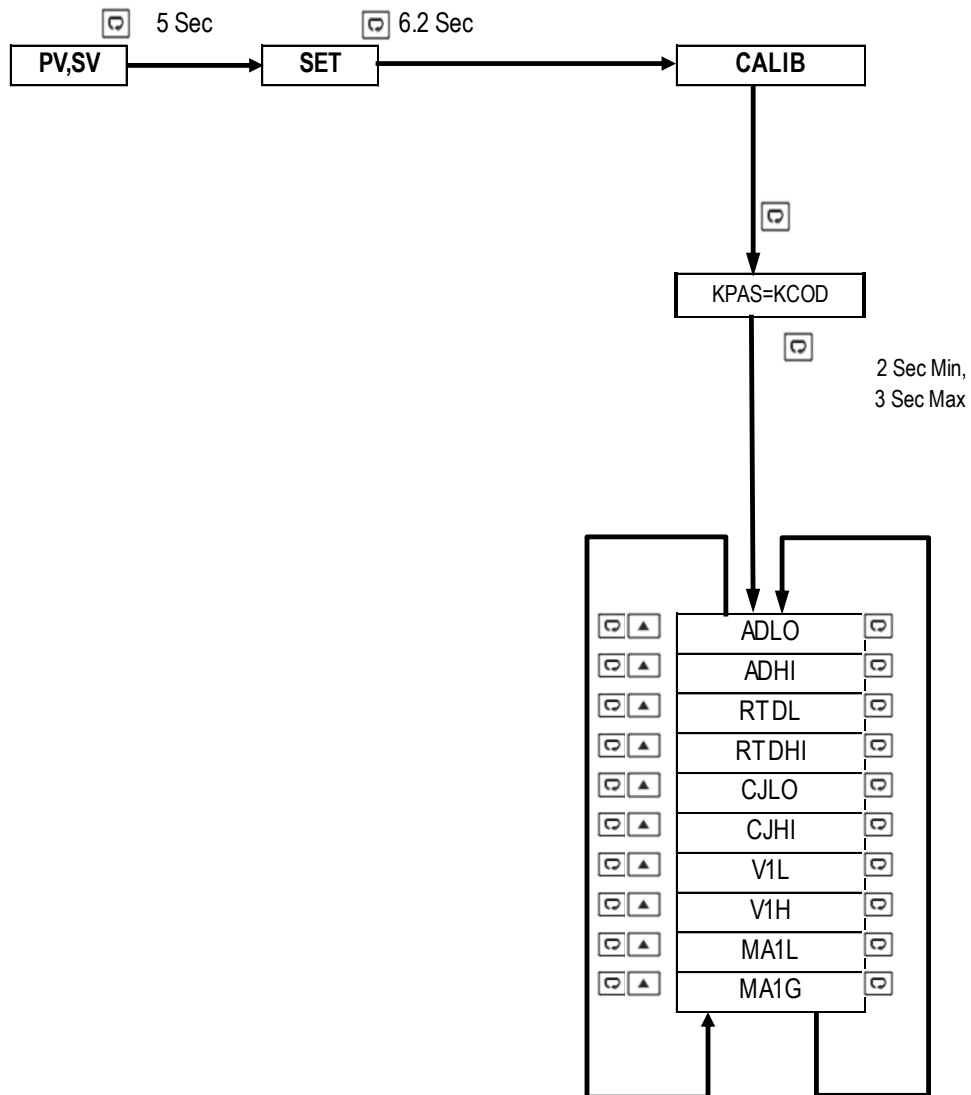 5 Sec
6.2 Sec
PV,SV
SET
CALIB
KPAS=KCOD
2 Sec Min,
3 Sec Max
ADLO
ADHI
RTDL
RTDHI
CJLO
CJHI
V1L
V1H
MA1L
MA1G